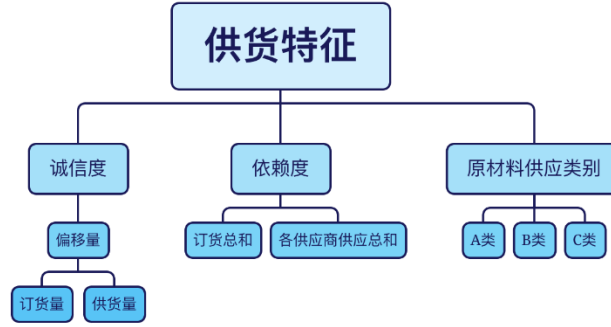 供货特征
诚信度
依赖度
原材料供应类别
偏移量
订货总和
各供应商供应总和
A类
B类
C类
订货量
供货量